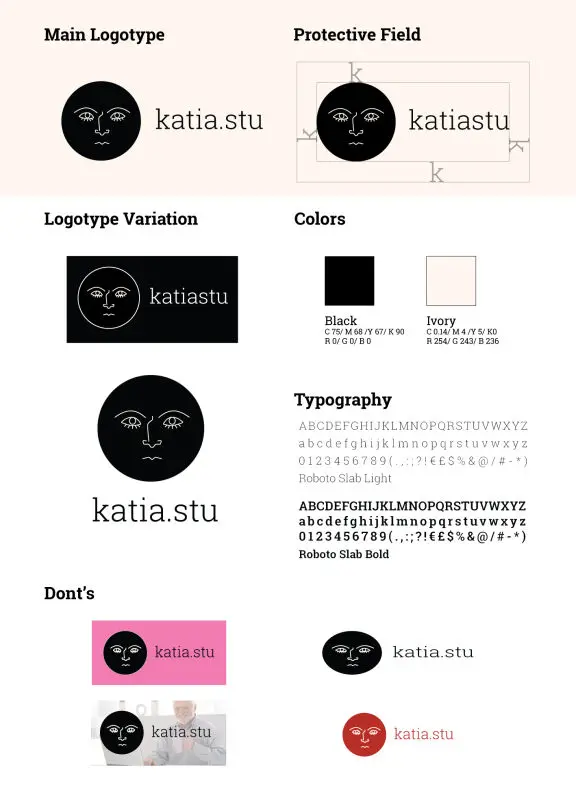 Main Logotype
Protective Field
katia.stu
k
katiastu
k
k
k
Logotype Variation
Colors
katiastu
Black
C 75/ M 68 /Y 67/ K 90
R 0/ G 0/ B 0
Ivory
C 0.14/ M 4 /Y 5/ K0
R 254/ G 243/ B 236
katia.stu
Typography
ABCDEFGHIJKLMNOPQRSTUVWXYZ
abcdefghijklmnopqrstuvwxyz
0123456789(.,:;?!€£$%&@/#-*)
Roboto Slab Light
ABCDEFGHIJKLMNOPQRSTUVWXYZ
abcdefghijklmnopqrstuvwxyz
0123456789(.,:;?!€£$%&@/#-*)
Roboto Slab Bold
Dont's
katia.stu
katia.stu
katia.stu
katia.stu